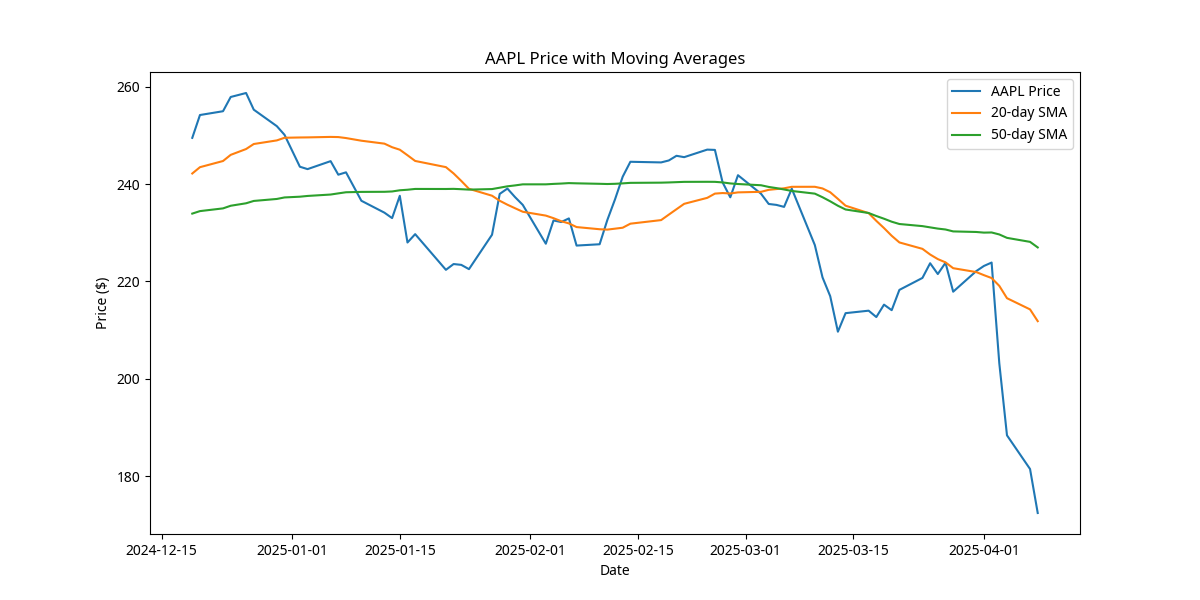 AAPL Price with Moving Averages
AAPL Price
20-day SMA
50-day SMA
Price ($)
260
240
220
200
180
2024-12-15 2025-01-01 2025-01-15 2025-02-01 2025-02-15 2025-03-01 2025-03-15 2025-04-01
Date